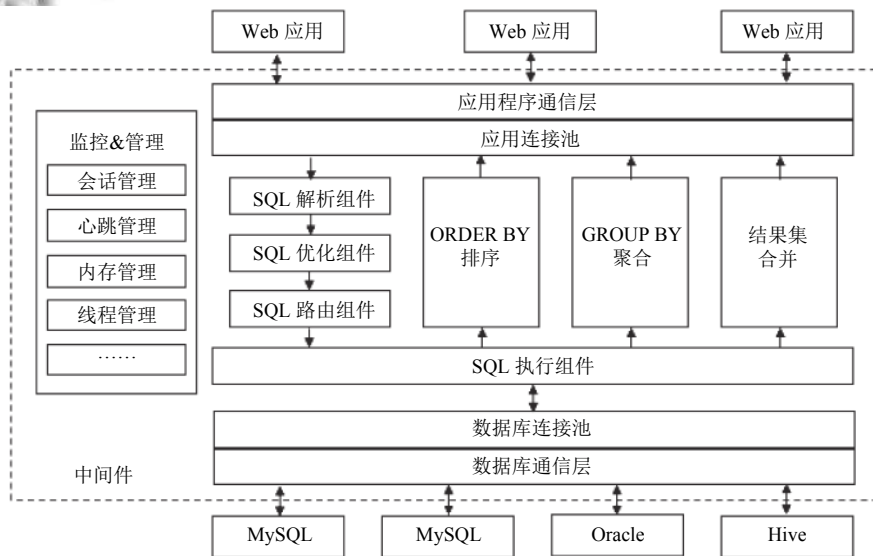 Web 应用
Web 应用
Web 应用
应用程序通信层
应用连接池
监控&管理
会话管理
心跳管理
内存管理
线程管理
……
SQL 解析组件
SQL 优化组件
SQL 路由组件
ORDER BY
排序
GROUP BY
聚合
结果集
合并
SQL 执行组件
数据库连接池
数据库通信层
中间件
MySQL
MySQL
Oracle
Hive